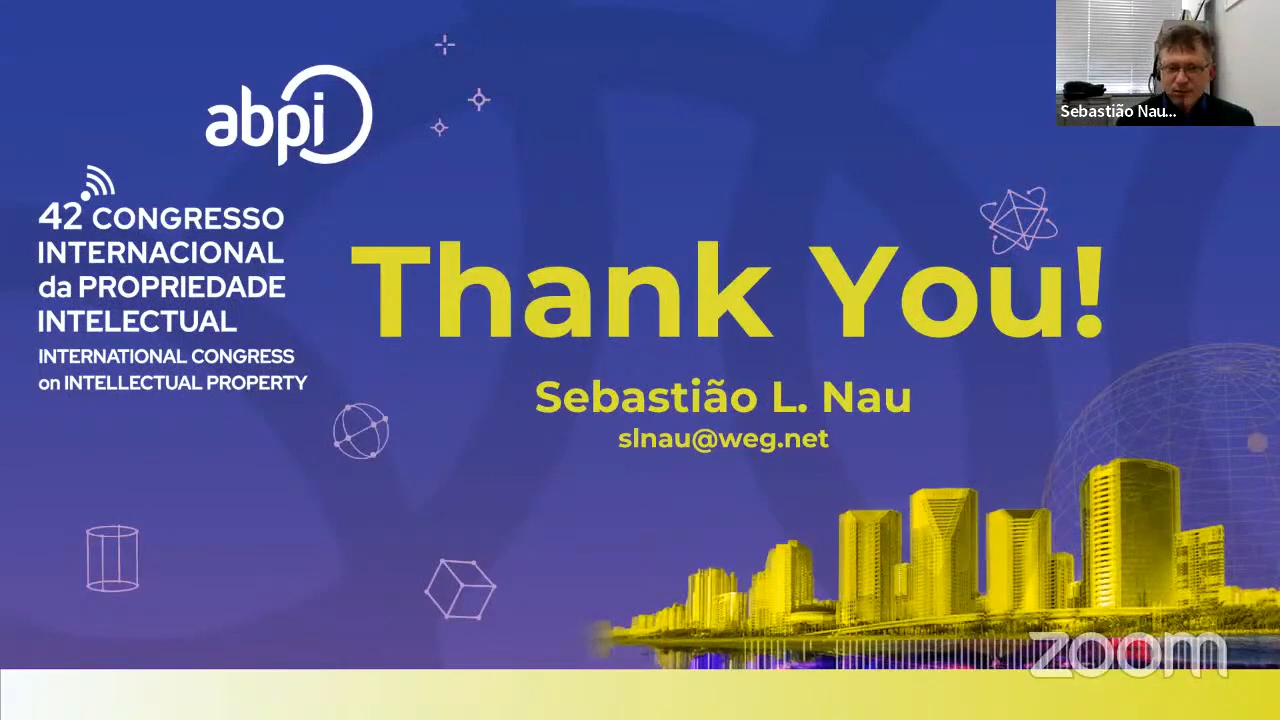 abpi
42º CONGRESSO
INTERNACIONAL
da PROPRIEDADE
INTELECTUAL
INTERNATIONAL CONGRESS
on INTELLECTUAL PROPERTY
Thank You!
Sebastião L. Nau
slnau@weg.net
Sebastião Nau...
zoom